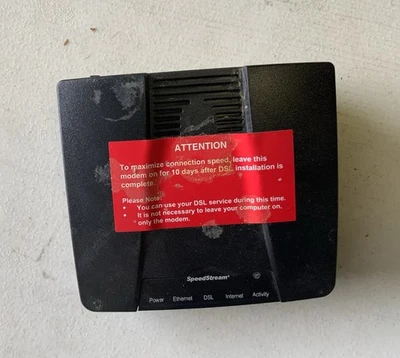 ATTENTION
To maximize connection speed, leave this
modem on for 10 days after DSL installation is
complete.
Please Note:
• You can use your DSL service during this time.
• It is not necessary to leave your computer on,
only the modem.
SpeedStream®
Power Ethernet DSL Internet Activity